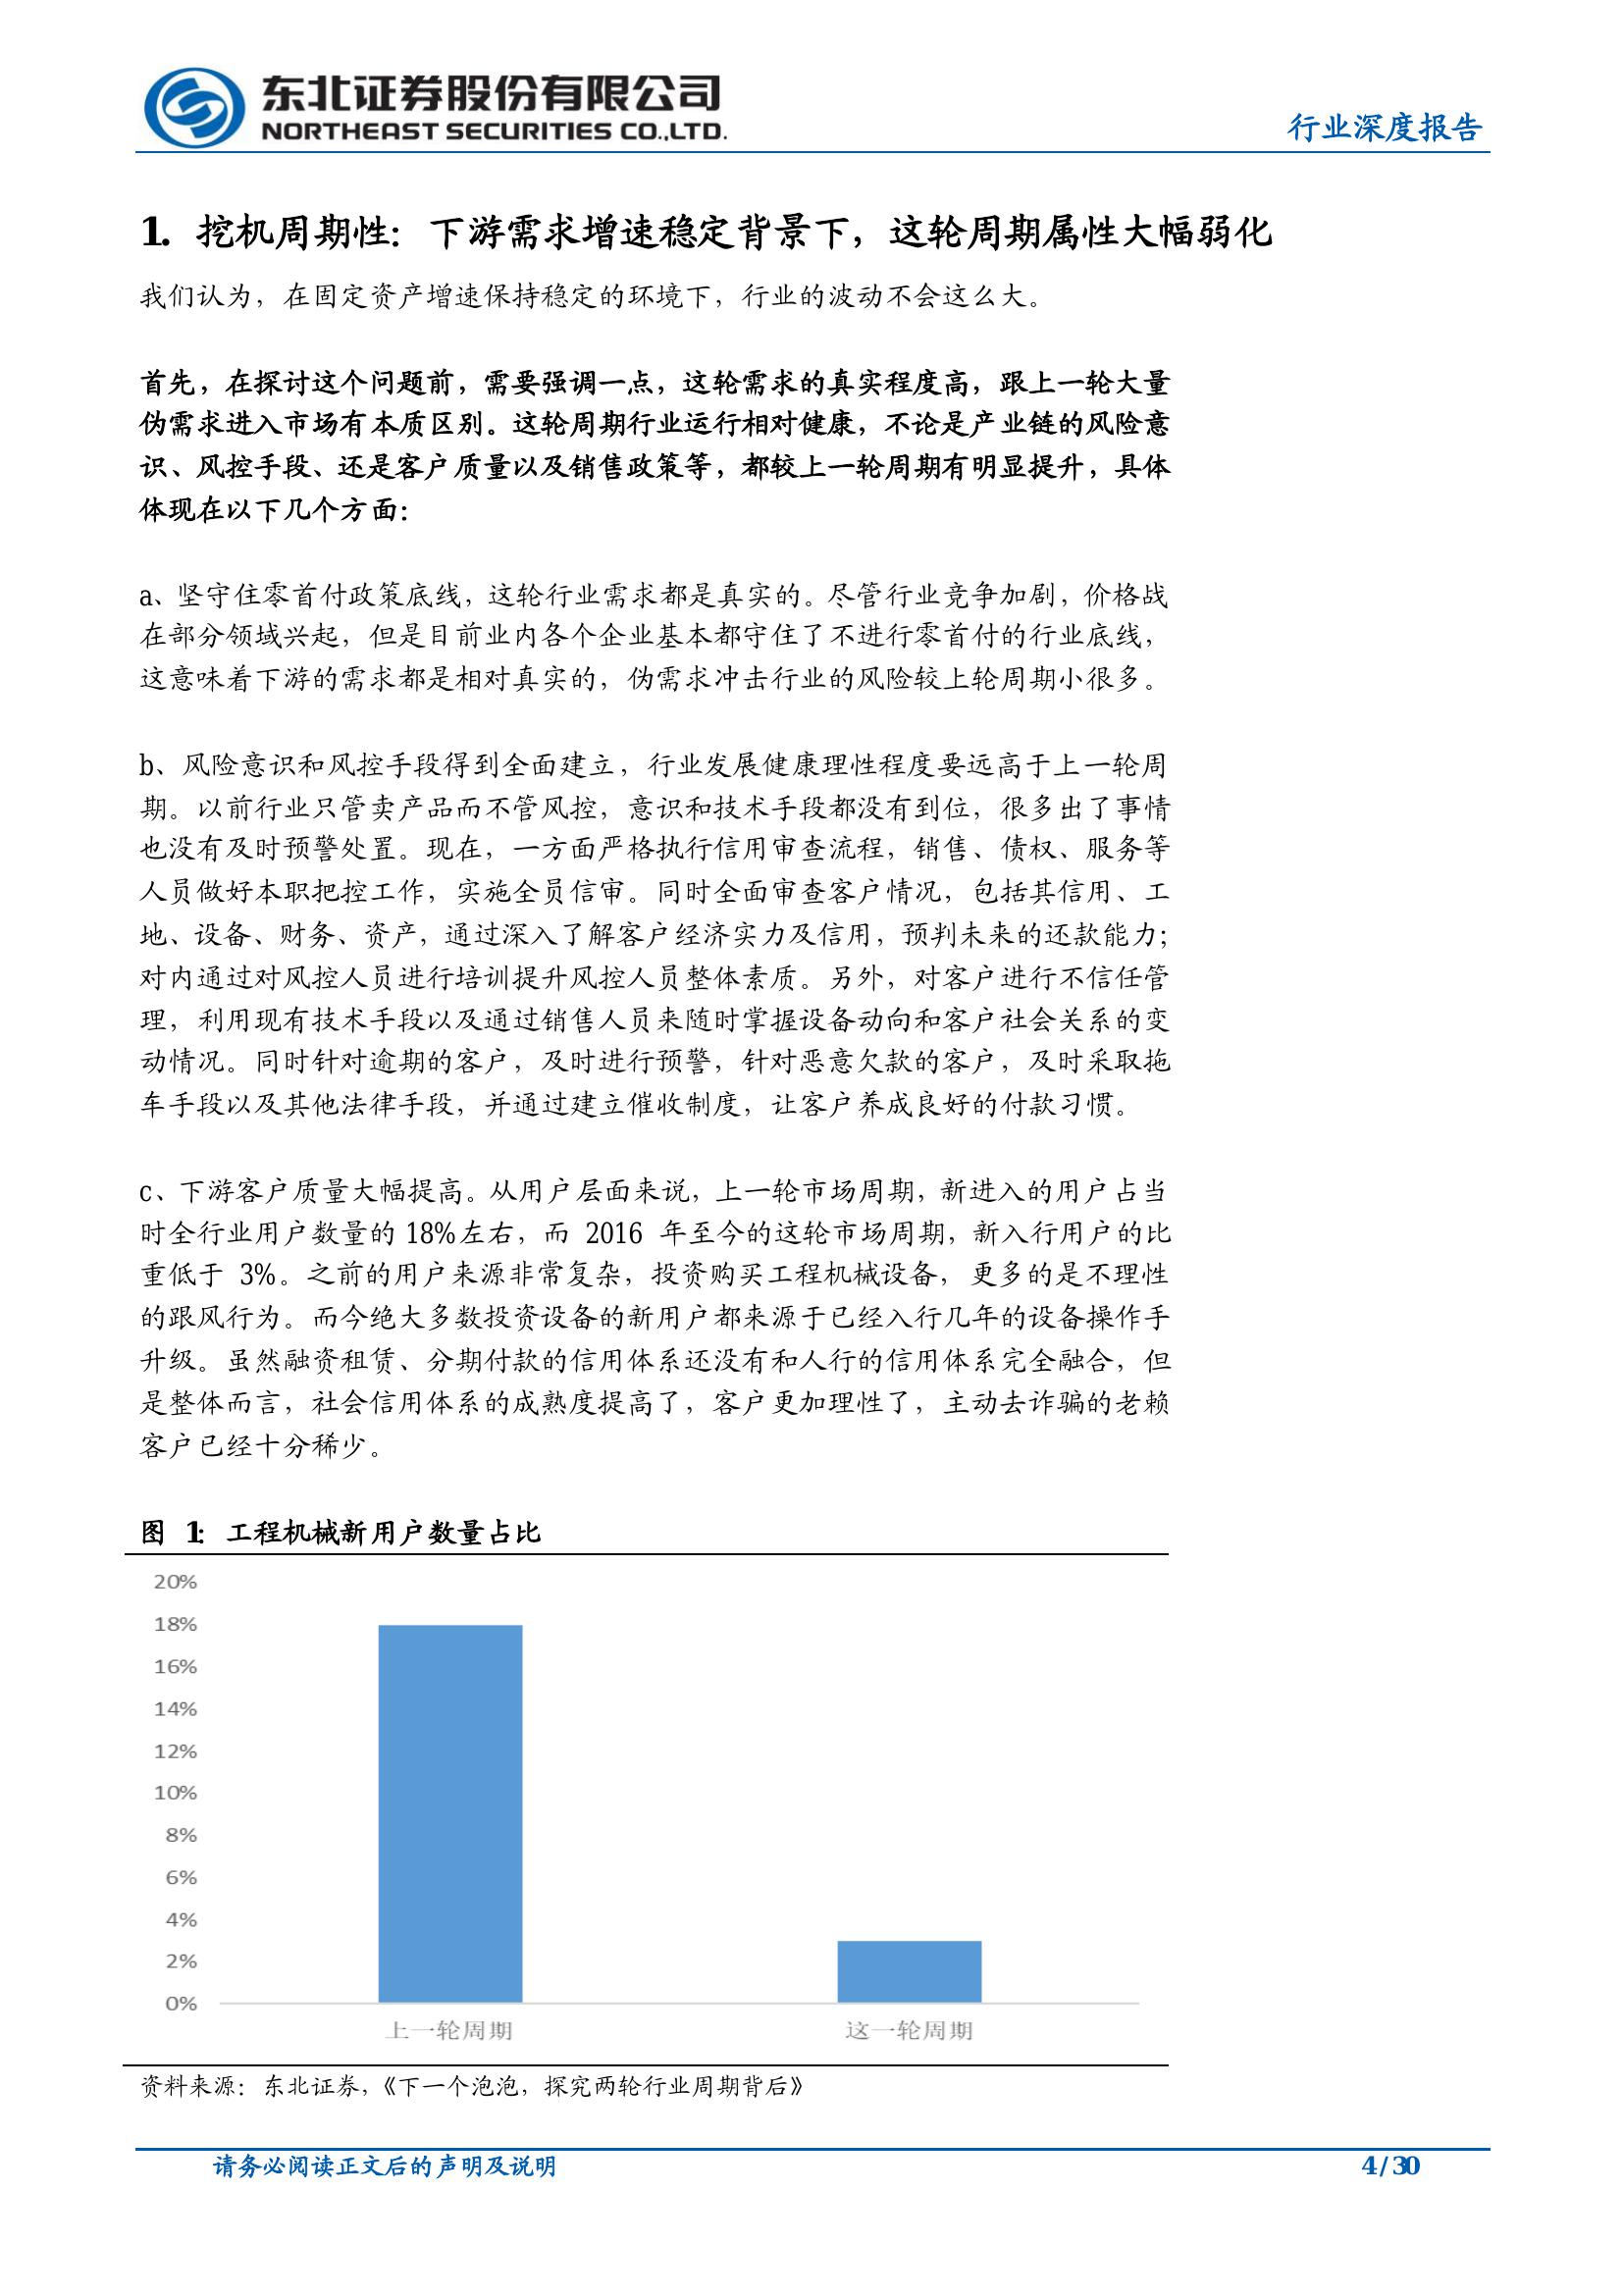 东北证券股份有限公司
NORTHEAST SECURITIES CO.,LTD.
行业深度报告
1. 挖机周期性：下游需求增速稳定背景下，这轮周期属性大幅弱化
我们认为，在固定资产增速保持稳定的环境下，行业的波动不会这么大。
首先，在探讨这个问题前，需要强调一点，这轮需求的真实程度高，跟上一轮大量
伪需求进入市场有本质区别。这轮周期行业运行相对健康，不论是产业链的风险意
识、风控手段、还是客户质量以及销售政策等，都较上一轮周期有明显提升，具体
体现在以下几个方面：
a、坚守住零首付政策底线，这轮行业需求都是真实的。尽管行业竞争加剧，价格战
在部分领域兴起，但是目前业内各个企业基本都守住了不进行零首付的行业底线，
这意味着下游的需求都是相对真实的，伪需求冲击行业的风险较上轮周期小很多。
b、风险意识和风控手段得到全面建立，行业发展健康理性程度要远高于上一轮周
期。以前行业只管卖产品而不管风控，意识和技术手段都没有到位，很多出了事情
也没有及时预警处置。现在，一方面严格执行信用审查流程，销售、债权、服务等
人员做好本职把控工作，实施全员信审。同时全面审查客户情况，包括其信用、工
地、设备、财务、资产，通过深入了解客户经济实力及信用，预判未来的还款能力；
对内通过对风控人员进行培训提升风控人员整体素质。另外，对客户进行不信任管
理，利用现有技术手段以及通过销售人员来随时掌握设备动向和客户社会关系的变
动情况。同时针对逾期的客户，及时进行预警，针对恶意欠款的客户，及时采取拖
车手段以及其他法律手段，并通过建立催收制度，让客户养成良好的付款习惯。
c、下游客户质量大幅提高。从用户层面来说，上一轮市场周期，新进入的用户占当
时全行业用户数量的 18%左右，而 2016 年至今的这轮市场周期，新入行用户的比
重低于 3%。之前的用户来源非常复杂，投资购买工程机械设备，更多的是不理性
的跟风行为。而今绝大多数投资设备的新用户都来源于已经入行几年的设备操作手
升级。虽然融资租赁、分期付款的信用体系还没有和人行的信用体系完全融合，但
是整体而言，社会信用体系的成熟度提高了，客户更加理性了，主动去诈骗的老赖
客户已经十分稀少。
图 1：工程机械新用户数量占比
20%
18%
16%
14%
12%
10%
8%
6%
4%
2%
0%
上一轮周期
这一轮周期
资料来源：东北证券，《下一个泡泡，探究两轮行业周期背后》
请务必阅读正文后的声明及说明
4 / 30